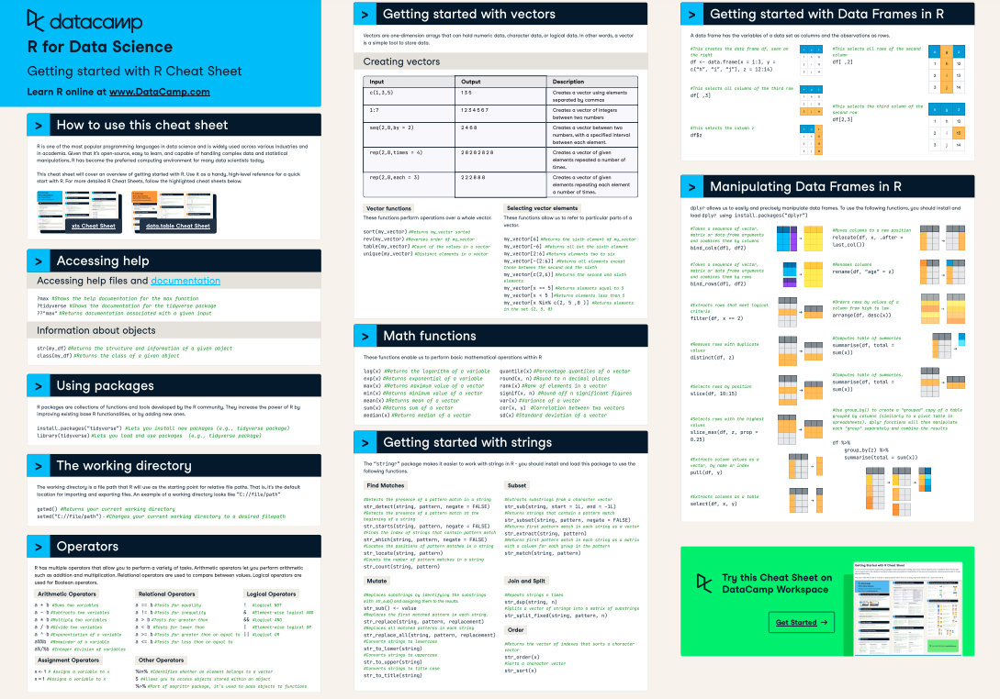 datacamp
R for Data Science
Getting started with R Cheat Sheet
Learn R online at www.DataCamp.com
> How to use this cheat sheet
R is one of the most popular programming languages in data science and is widely used across various industries and
in academia. Given that it's open-source, easy to learn, and capable of handling complex data and statistical
manipulations, R has become the preferred computing environment for many data scientists today.
This cheat sheet will cover an overview of getting started with R. Use it as a handy, high-level reference for a quick
start with R. For more detailed R Cheat Sheets, follow the highlighted cheat sheets below.
xts Cheat Sheet
data.table Cheat Sheet
> Accessing help
Accessing help files and documentation
?max #Shows the help documentation for the max function
?tidyverse #Shows the documentation for the tidyverse package
??"max" #Returns documentation associated with a given input
Information about objects
str(my_df) #Returns the structure and information of a given object
class(my_df) #Returns the class of a given object
> Using packages
R packages are collections of functions and tools developed by the R community. They increase the power of R by
improving existing base R functionalities, or by adding new ones.
install.packages("tidyverse") #Lets you install new packages (e.g., tidyverse package)
library(tidyverse) #Lets you load and use packages (e.g., tidyverse package)
> The working directory
The working directory is a file path that R will use as the starting point for relative file paths. That is, it's the default
location for importing and exporting files. An example of a working directory looks like "C://file/path"
getwd() #Returns your current working directory
setwd("C://file/path") #Changes your current working directory to a desired filepath
> Operators
R has multiple operators that allow you to perform a variety of tasks. Arithmetic operators let you perform arithmetic
such as addition and multiplication. Relational operators are used to compare between values. Logical operators are
used for Boolean operators.
Arithmetic Operators
a + b #Sums two variables
a - b #Subtracts two variables
a * b #Multiply two variables
a / b #Divide two variables
a ^ b #Exponentiation of a variable
a%%b #Remainder of a variable
a%/%b #Integer division of variables
Relational Operators
a == b #Tests for equality
a != b #Tests for inequality
a > b #Tests for greater than
a < b #Tests for lower than
a >= b #Tests for greater than or equal to
a <= b #Tests for less than or equal to
Logical Operators
! #Logical NOT
& #Element-wise logical AND
&& #Logical AND
| #Element-wise logical OR
|| #Logical OR
Assignment Operators
x <- 1 # Assigns a variable to x
x = 1 #Assigns a variable to x
Other Operators
%in% #Identifies whether an element belongs to a vector
$ #Allows you to access objects stored within an object
%>% #Part of magrittr package, it's used to pass objects to functions
> Getting started with vectors
Vectors are one-dimension arrays that can hold numeric data, character data, or logical data. In other words, a vector
is a simple tool to store data.
Creating vectors
Input Output Description
c(1,3,5) 1 3 5 Creates a vector using elements
separated by commas
1:7 1 2 3 4 5 6 7 Creates a vector of integers
between two numbers
seq(2,8,by = 2) 2 4 6 8 Creates a vector between two
numbers, with a specified interval
between each element.
rep(2,8,times = 4) 2 8 2 8 2 8 2 8 Creates a vector of given
elements repeated a number of
times.
rep(2,8,each = 3) 2 2 2 8 8 8 Creates a vector of given
elements repeating each element
a number of times.
Vector functions
These functions perform operations over a whole vector.
sort(my_vector) #Returns my_vector sorted
rev(my_vector) #Reverses order of my_vector
table(my_vector) #Count of the values in a vector
unique(my_vector) #Distinct elements in a vector
Selecting vector elements
These functions allow us to refer to particular parts of a
vector.
my_vector[6] #Returns the sixth element of my_vector
my_vector[-6] #Returns all but the sixth element
my_vector[2:6] #Returns elements two to six
my_vector[-(2:6)] #Returns all elements except
those between the second and the sixth
my_vector[c(2,6)] #Returns the second and sixth
elements
my_vector[x == 5] #Returns elements equal to 5
my_vector[x < 5 ] #Returns elements less than 5
my_vector[x %in% c(2, 5 ,8 )] #Returns elements
in the set {2, 5, 8}
> Math functions
These functions enable us to perform basic mathematical operations within R
log(x) #Returns the logarithm of a variable
exp(x) #Returns exponential of a variable
max(x) #Returns maximum value of a vector
min(x) #Returns minimum value of a vector
mean(x) #Returns mean of a vector
sum(x) #Returns sum of a vector
median(x) #Returns median of a vector
quantile(x) #Percentage quantiles of a vector
round(x, n) #Round to n decimal places
rank(x) #Rank of elements in a vector
signif(x, n) #Round off n significant figures
var(x) #Variance of a vector
cor(x, y) #Correlation between two vectors
sd(x) #Standard deviation of a vector
> Getting started with strings
The "stringr" package makes it easier to work with strings in R - you should install and load this package to use the
following functions.
Find Matches
#Detects the presence of a pattern match in a string
str_detect(string, pattern, negate = FALSE)
#Detects the presence of a pattern match at the
beginning of a string
str_starts(string, pattern, negate = FALSE)
#Finds the index of strings that contain pattern match
str_which(string, pattern, negate = FALSE)
#Locates the positions of pattern matches in a string
str_locate(string, pattern)
#Counts the number of pattern matches in a string
str_count(string, pattern)
Subset
#Extracts substrings from a character vector
str_sub(string, start = 1L, end = -1L)
#Returns strings that contain a pattern match
str_subset(string, pattern, negate = FALSE)
#Returns first pattern match in each string as a vector
str_extract(string, pattern)
#Returns first pattern match in each string as a matrix
with a column for each group in the pattern
str_match(string, pattern)
Mutate
#Replaces substrings by identifying the substrings
with str_sub() and assigning them to the results.
str_sub() <- value
#Replaces the first matched pattern in each string.
str_replace(string, pattern, replacement)
#Replaces all matched patterns in each string.
str_replace_all(string, pattern, replacement)
#Converts strings to lowercase
str_to_lower(string)
#Converts strings to uppercase
str_to_upper(string)
#Converts strings to title case
str_to_title(string)
Join and Split
#Repeats strings n times
str_dup(string, n)
#Splits a vector of strings into a matrix of substrings
str_split_fixed(string, pattern, n)
Order
#Returns the vector of indexes that sorts a character
vector
str_order(x)
#Sorts a character vector
str_sort(x)
> Getting started with Data Frames in R
A data frame has the variables of a data set as columns and the observations as rows.
#This creates the data frame df, seen on
the right
df <- data.frame(x = 1:3, y =
c("h", "i", "j"), z = 12:14)
#This selects all columns of the third row
df[ ,3]
#This selects the column z
df$z
#This selects all rows of the second
column
df[ ,2]
#This selects the third column of the
second row
df[2,3]
x y z
1 h 12
2 i 13
3 j 14
x y z
1 h 12
2 i 13
3 j 14
> Manipulating Data Frames in R
dplyr allows us to easily and precisely manipulate data frames. To use the following functions, you should install and
load dplyr using install.packages("dplyr")
#Takes a sequence of vector,
matrix or data-frame arguments
and combines them by columns
bind_cols(df1, df2)
#Takes a sequence of vector,
matrix or data frame arguments
and combines them by rows
bind_rows(df1, df2)
#Extracts rows that meet logical
criteria
filter(df, x == 2)
#Removes rows with duplicate
values
distinct(df, z)
#Selects rows by position
slice(df, 10:15)
#Selects rows with the highest
values
slice_max(df, z, prop =
0.25)
#Extracts column values as a
vector, by name or index
pull(df, y)
#Extracts columns as a table
select(df, x, y)
#Moves columns to a new position
relocate(df, x, .after =
last_col())
#Renames columns
rename(df, "age" = z)
#Orders rows by values of a
column from high to low
arrange(df, desc(x))
#Computes table of summaries
summarise(df, total =
sum(x))
#Computes table of summaries.
summarise(df, total =
sum(x))
#Use group_by() to create a "grouped" copy of a table
grouped by columns (similarly to a pivot table in
spreadsheets). dplyr functions will then manipulate
each "group" separately and combine the results
df %>%
group_by(z) %>%
summarise(total = sum(x))
Try this Cheat Sheet on
DataCamp Workspace
Get Started →
Getting Started with R Cheat Sheet